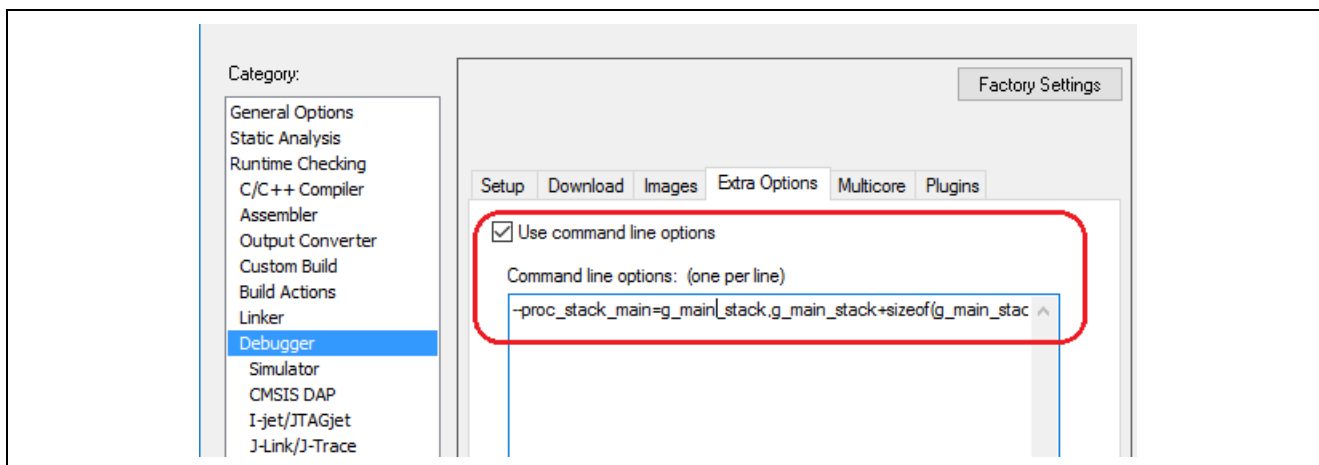 Category:
Factory Settings
General Options
Static Analysis
Runtime Checking
C/C++ Compiler
Assembler
Output Converter
Custom Build
Build Actions
Linker
Debugger
Simulator
CMSIS DAP
I-jet/JTAGjet
J-Link/J-Trace
Setup Download Images Extra Options Multicore Plugins
Use command line options
Command line options: (one per line)
--proc_stack_main=g_main_stack,g_main_stack+sizeof(g_main_stac